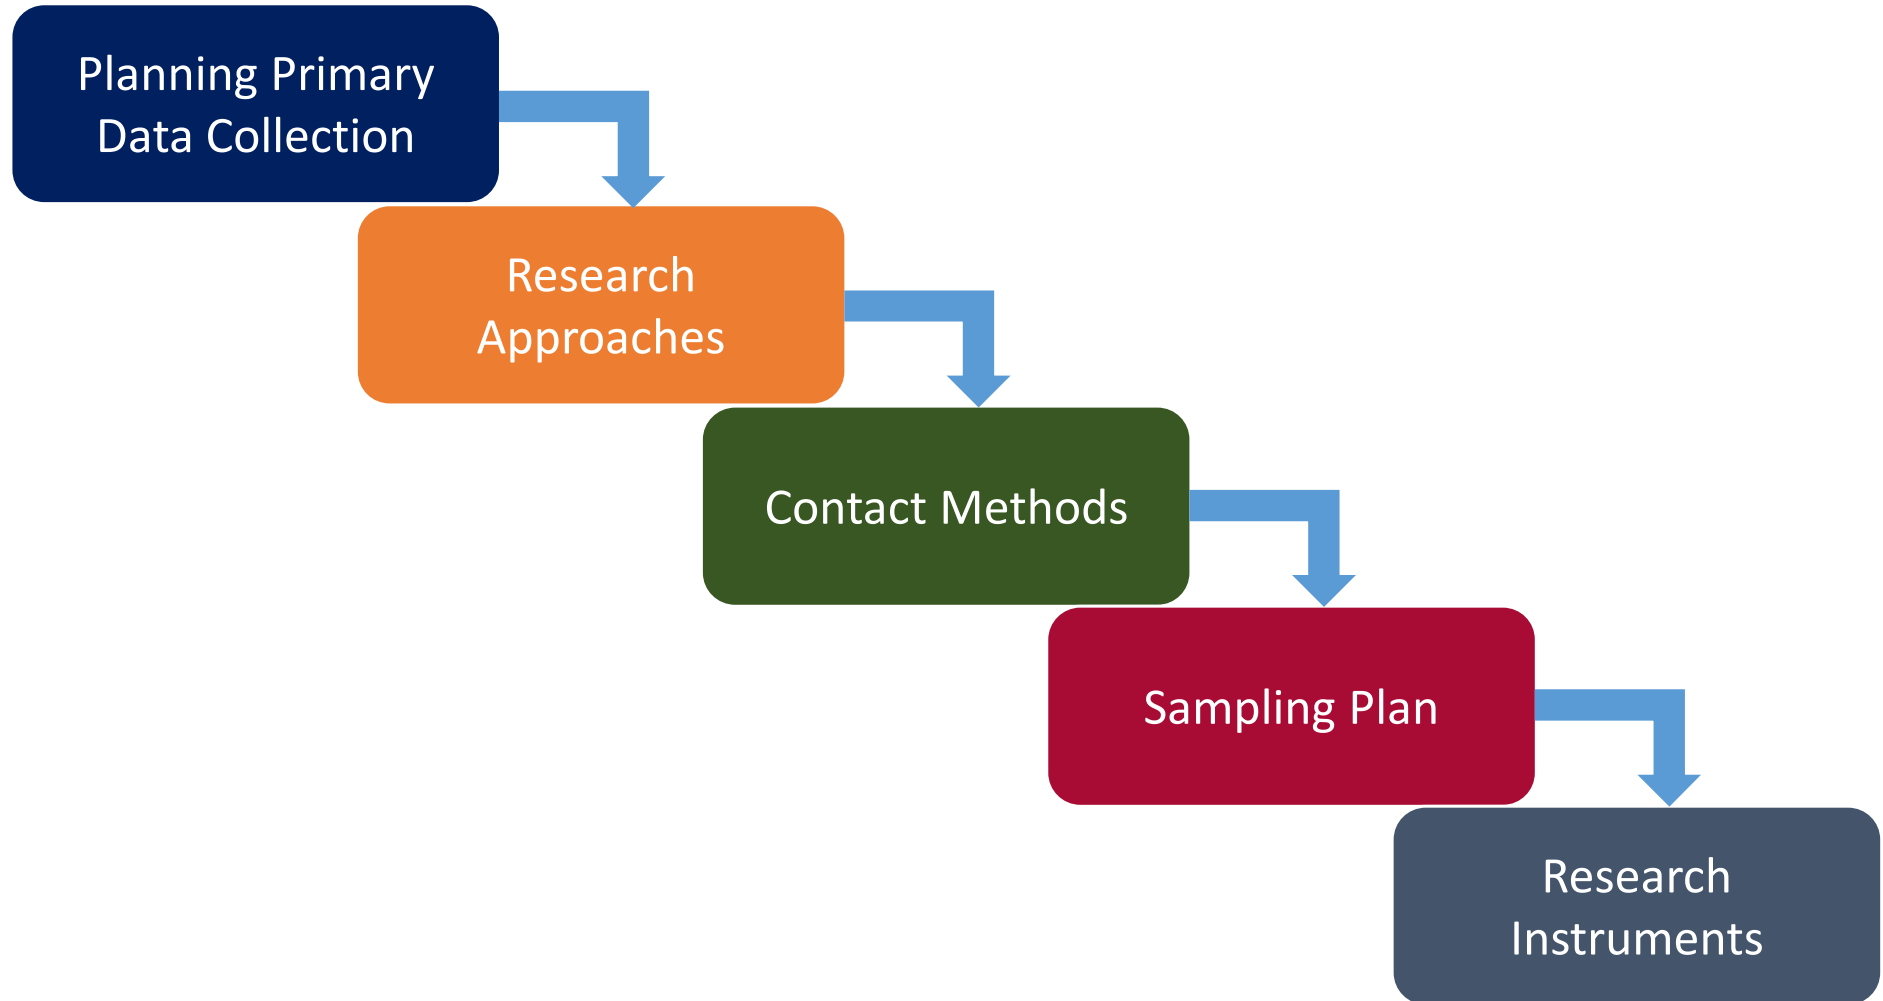 Planning Primary
Data Collection
Research
Approaches
Contact Methods
Sampling Plan
Research
Instruments